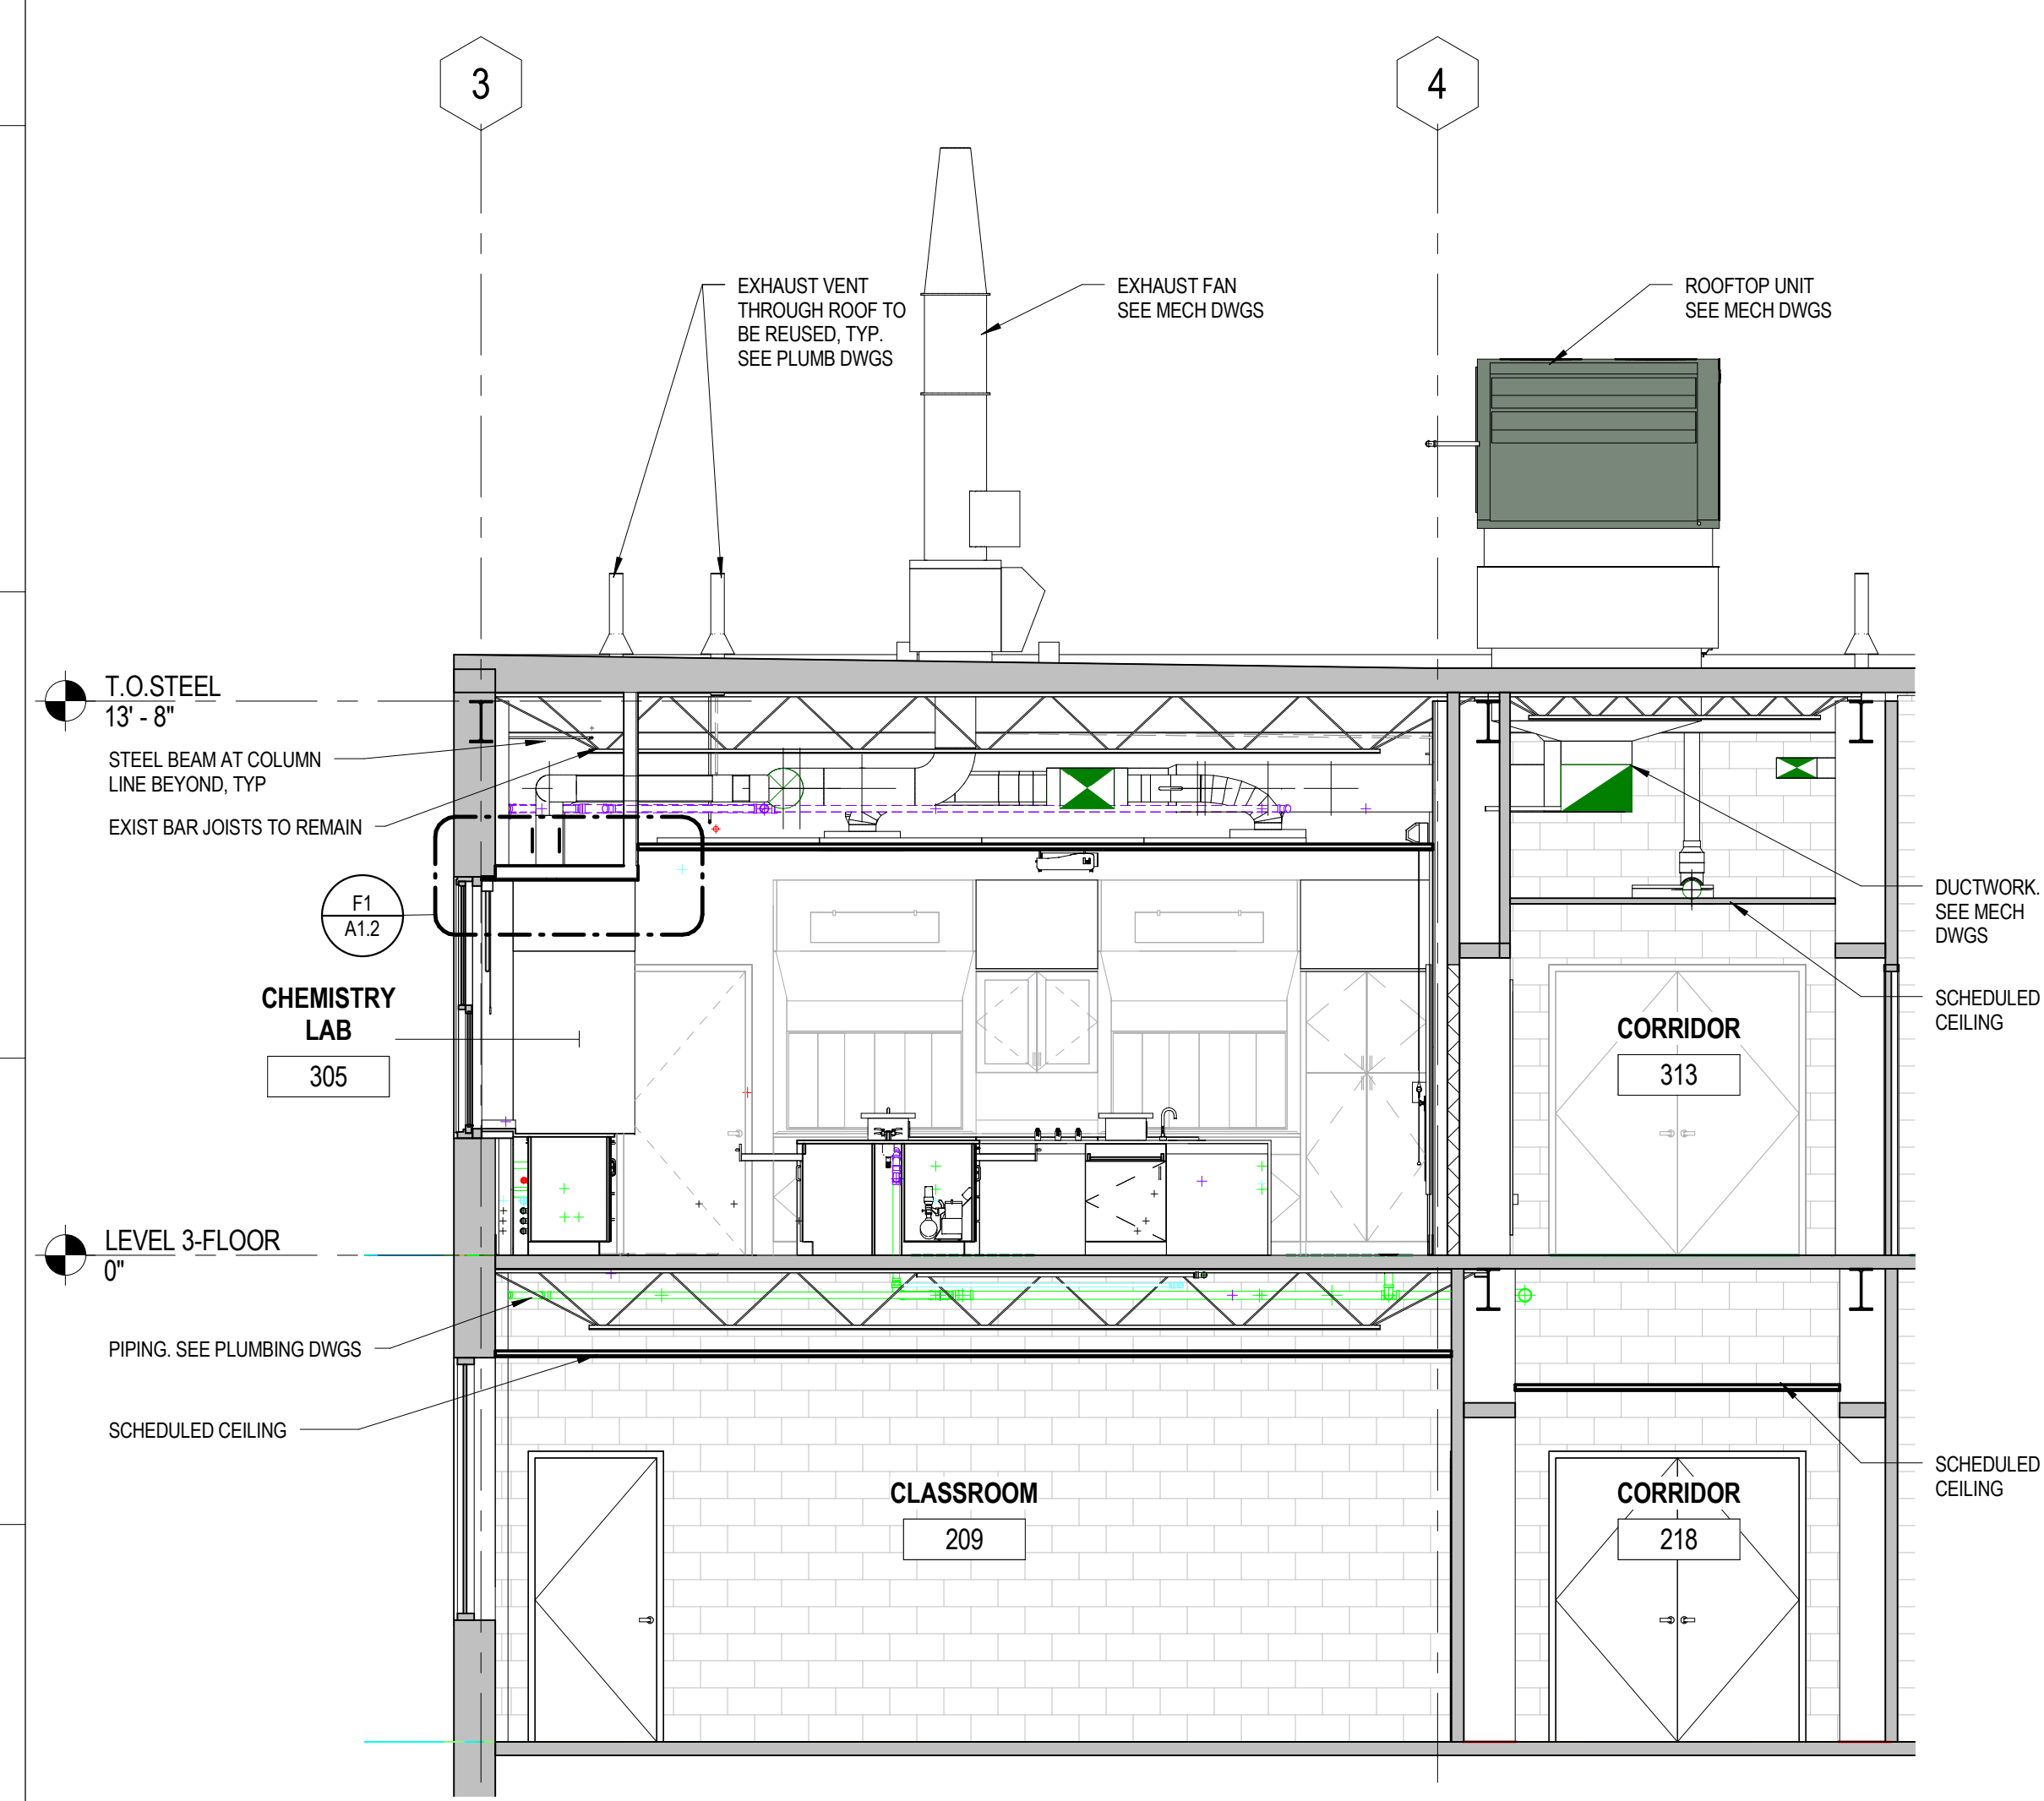 3
4
EXHAUST VENT
THROUGH ROOF TO
BE REUSED, TYP.
SEE PLUMB DWGS
EXHAUST FAN
SEE MECH DWGS
ROOFTOP UNIT
SEE MECH DWGS
T.O.STEEL
13' - 8"
STEEL BEAM AT COLUMN
LINE BEYOND, TYP
EXIST BAR JOISTS TO REMAIN
F1
A1.2
DUCTWORK.
SEE MECH
DWGS
CHEMISTRY
LAB
305
SCHEDULED
CEILING
CORRIDOR
313
LEVEL 3-FLOOR
0"
PIPING. SEE PLUMBING DWGS
SCHEDULED CEILING
CLASSROOM
209
CORRIDOR
218
SCHEDULED
CEILING